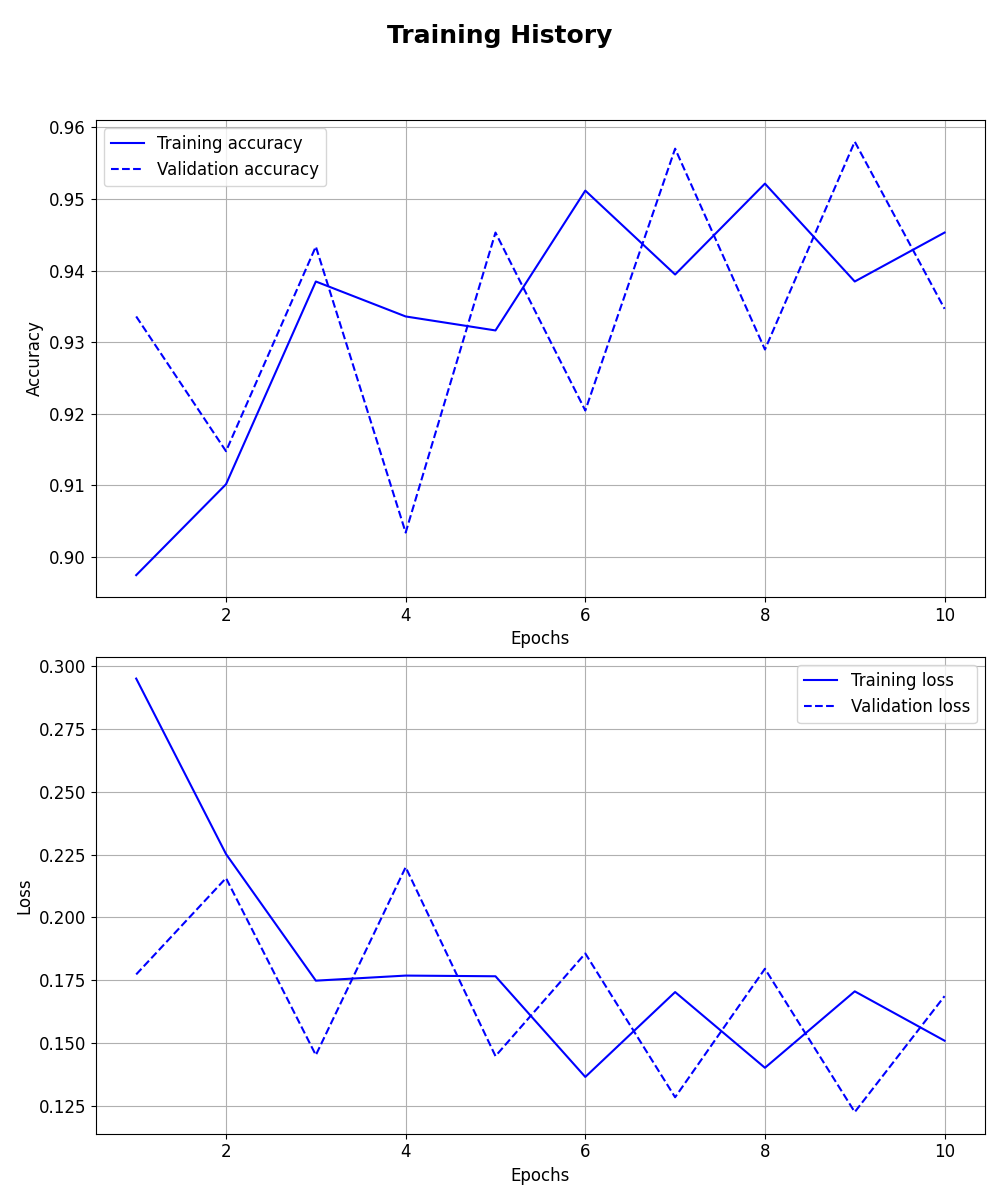 Training History
Training accuracy
Validation accuracy
0.96
0.95
0.94
0.93
0.92
0.91
0.90
Accuracy
2 4 6 8 10
Epochs
Training loss
Validation loss
0.300
0.275
0.250
0.225
0.200
0.175
0.150
0.125
Loss
2 4 6 8 10
Epochs